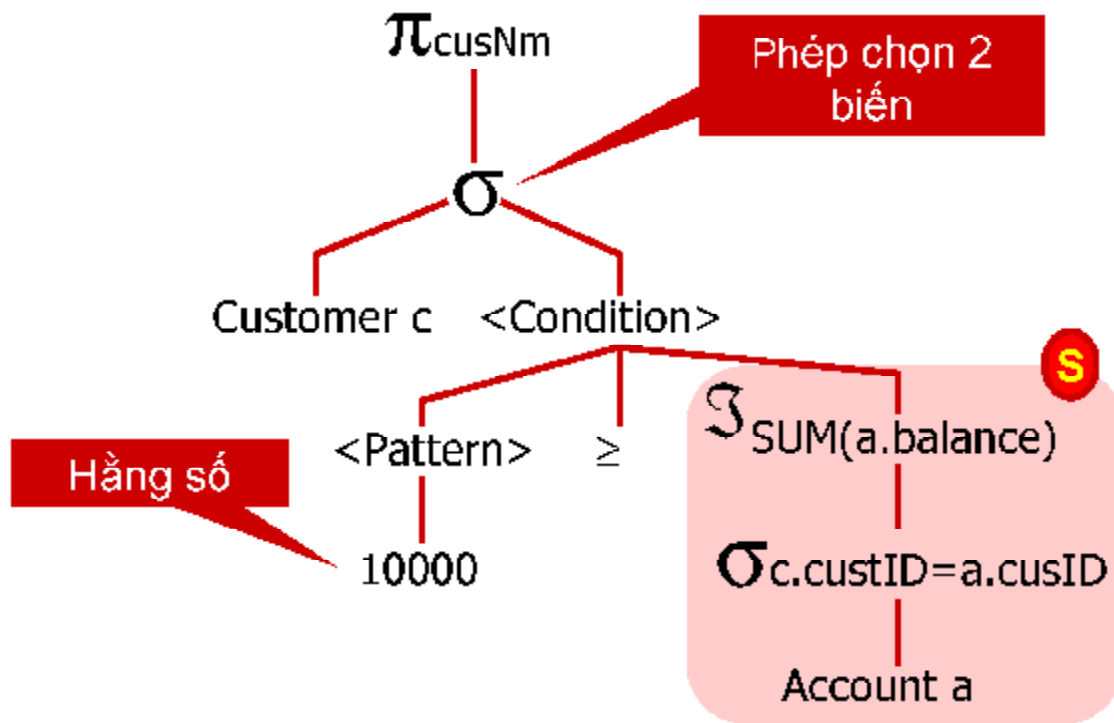 πcusNm
Phép chọn 2
biến
σ
Customer c
<Condition>
S
<Pattern>
≥
ℑSUM(a.balance)
Hằng số
10000
σc.custID=a.cusID
Account a